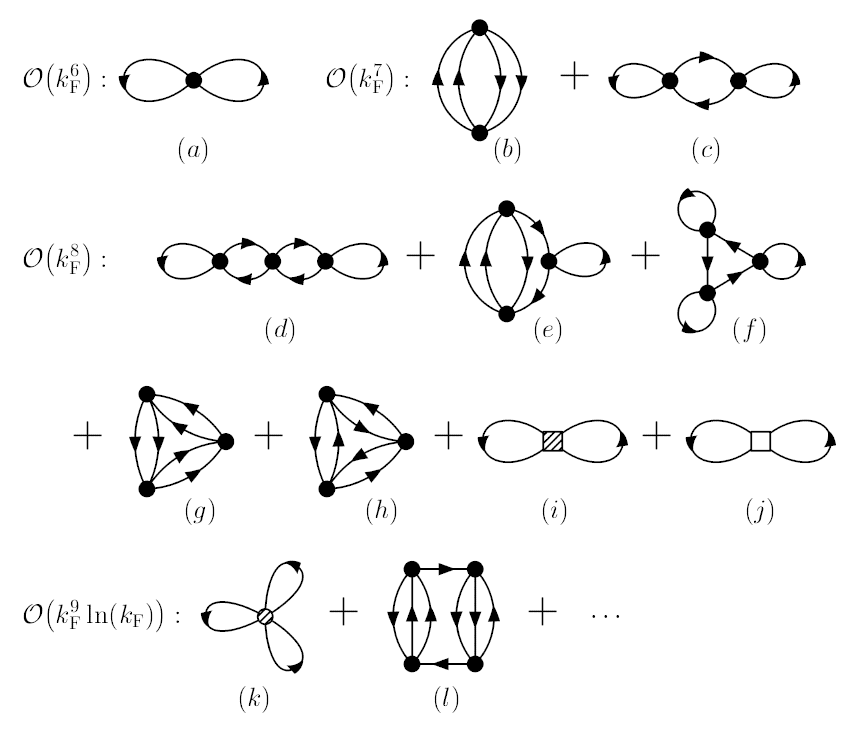 𝒪(k_F^6) : 𝒪(k_F^7) : +
(a) (b) (c)
𝒪(k_F^8) : + +
(d) (e) (f)
+ + + +
(g) (h) (i) (j)
𝒪(k_F^9 ln(k_F)) : + + ...
(k) (l)